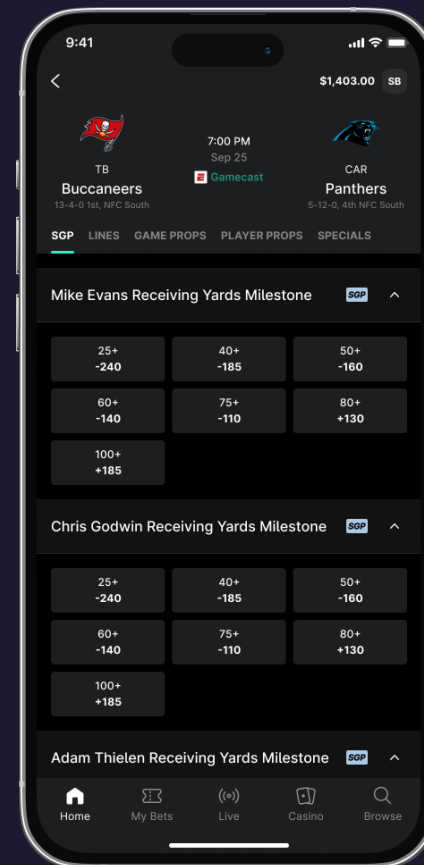 9:41
$1,403.00 SB
TB
Buccaneers
13-4-0 1st, NFC South
7:00 PM
Sep 25
E Gamecast
CAR
Panthers
5-12-0, 4th NFC South
SGP LINES GAME PROPS PLAYER PROPS SPECIALS
Mike Evans Receiving Yards Milestone SGP
25+ 40+ 50+
-240 -185 -160
60+ 75+ 80+
-140 -110 +130
100+
+185
Chris Godwin Receiving Yards Milestone SGP
25+ 40+ 50+
-240 -185 -160
60+ 75+ 80+
-140 -110 +130
100+
+185
Adam Thielen Receiving Yards Milestone SGP
Home My Bets Live Casino Browse